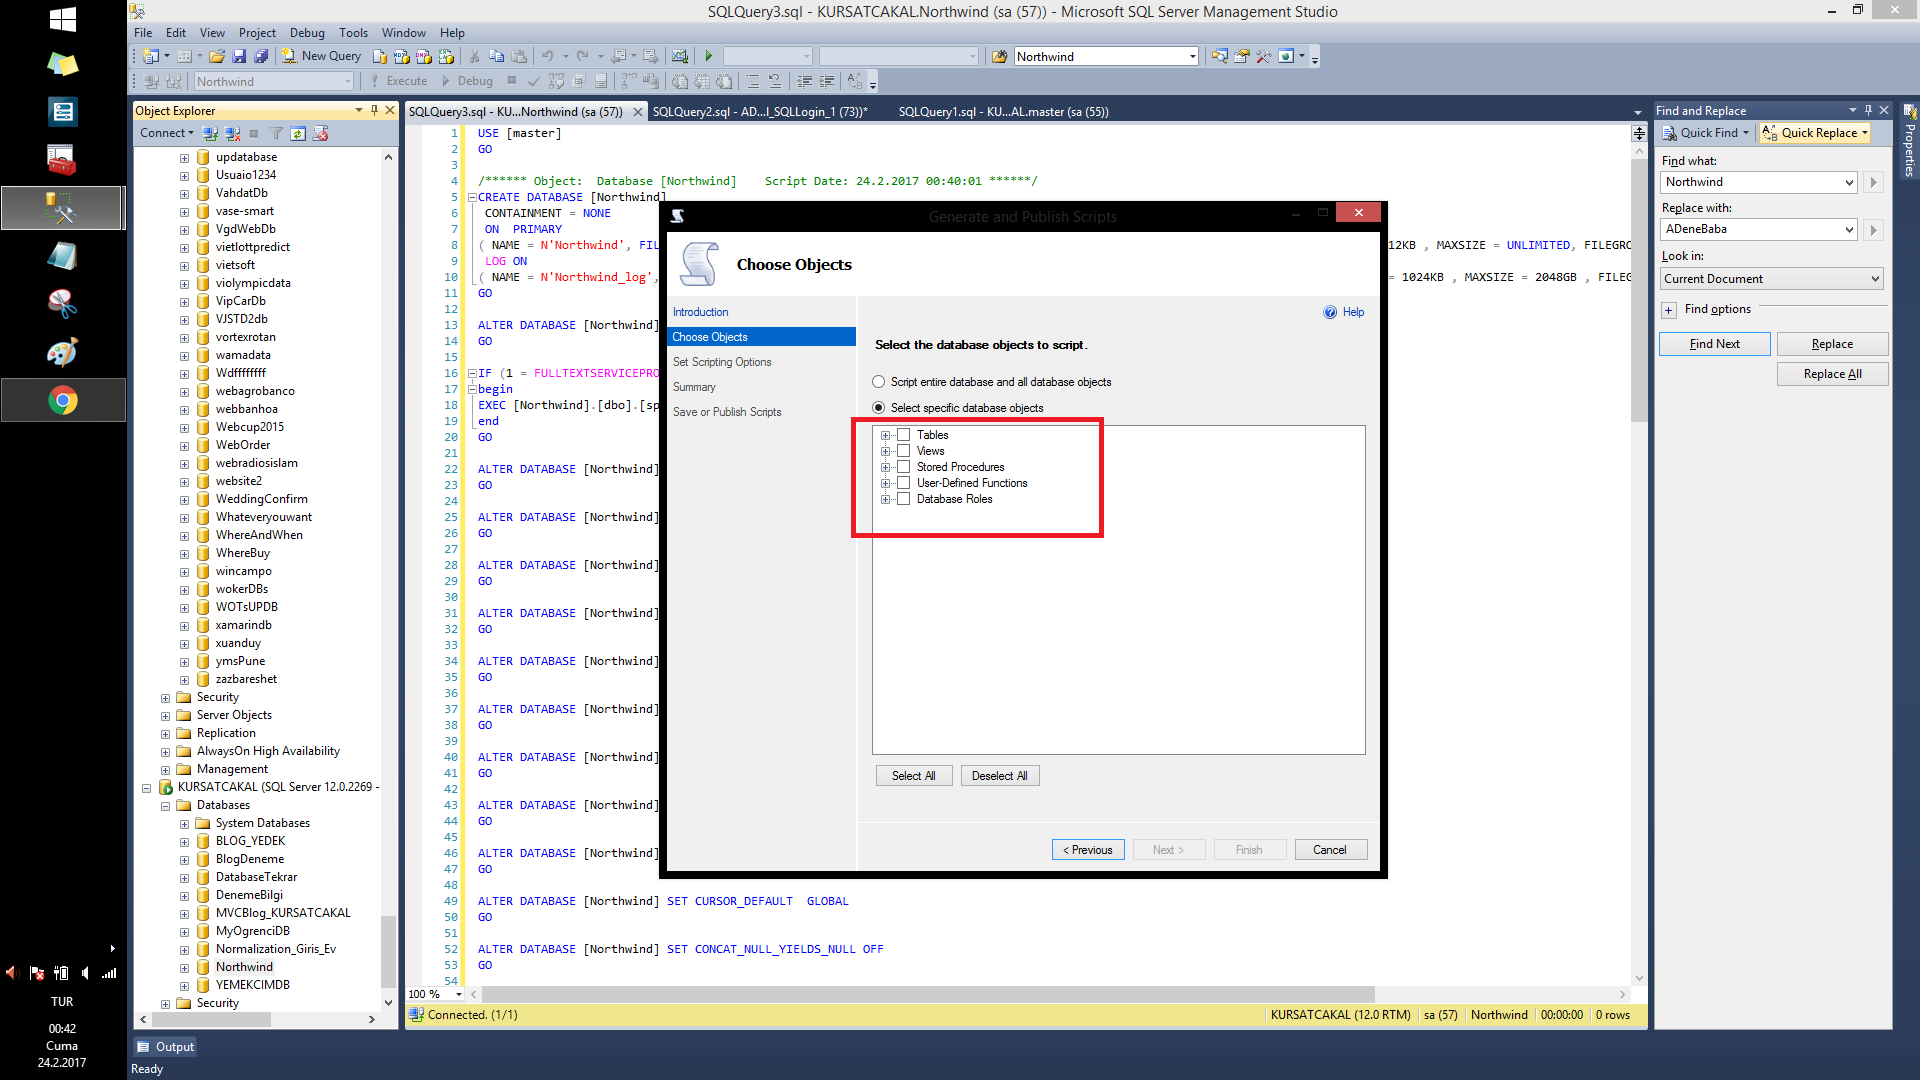 SQLQuery3.sql - KURSATCAKAL.Northwind (sa (57)) - Microsoft SQL Server Management Studio
File Edit View Project Debug Tools Window Help
New Query
Northwind
Northwind Execute Debug
Object Explorer
Connect
updatabase
Usuaio1234
VahdatDb
vase-smart
VgdWebDb
vietlottpredict
vietsoft
violympicdata
VipCarDb
VJSTD2db
vortexrotan
wamadata
Wdffffffff
webagrobanco
webbanhoa
Webcup2015
WebOrder
webradiosislam
website2
WeddingConfirm
Whateveryouwant
WhereAndWhen
WhereBuy
wincampo
wokerDBs
WOTsUPDB
xamarindb
xuanduy
ymsPune
zazbareshet
Security
Server Objects
Replication
AlwaysOn High Availability
Management
KURSATCAKAL (SQL Server 12.0.2269 -
Databases
System Databases
BLOG_YEDEK
BlogDeneme
DatabaseTekrar
DenemeBilgi
MVCBlog_KURSATCAKAL
MyOgrenciDB
Normalization_Giris_Ev
Northwind
YEMEKCIMDB
Security
SQLQuery3.sql - KU...Northwind (sa (57)) SQLQuery2.sql - AD...I_SQLLogin_1 (73))* SQLQuery1.sql - KU...AL.master (sa (55))
1 USE [master]
2 GO
3
4 /****** Object:  Database [Northwind]    Script Date: 24.2.2017 00:40:01 ******/
5 CREATE DATABASE [Northwind]
6 CONTAINMENT = NONE
7 ON  PRIMARY
8 ( NAME = N'Northwind', FIL 12KB , MAXSIZE = UNLIMITED, FILEGRO
9 LOG ON
10 ( NAME = N'Northwind_log', = 1024KB , MAXSIZE = 2048GB , FILEG
11 GO
12
13 ALTER DATABASE [Northwind]
14 GO
15
16 IF (1 = FULLTEXTSERVICEPRO
17 begin
18 EXEC [Northwind].[dbo].[sp
19 end
20 GO
21
22 ALTER DATABASE [Northwind]
23 GO
24
25 ALTER DATABASE [Northwind]
26 GO
27
28 ALTER DATABASE [Northwind]
29 GO
30
31 ALTER DATABASE [Northwind]
32 GO
33
34 ALTER DATABASE [Northwind]
35 GO
36
37 ALTER DATABASE [Northwind]
38 GO
39
40 ALTER DATABASE [Northwind]
41 GO
42
43 ALTER DATABASE [Northwind]
44 GO
45
46 ALTER DATABASE [Northwind]
47 GO
48
49 ALTER DATABASE [Northwind] SET CURSOR_DEFAULT  GLOBAL
50 GO
51
52 ALTER DATABASE [Northwind] SET CONCAT_NULL_YIELDS_NULL OFF
53 GO
54
100 %
Connected. (1/1) KURSATCAKAL (12.0 RTM) sa (57) Northwind 00:00:00 0 rows
Generate and Publish Scripts
Choose Objects
Introduction
Choose Objects
Set Scripting Options
Summary
Save or Publish Scripts
Help
Select the database objects to script.
Script entire database and all database objects
Select specific database objects
Tables
Views
Stored Procedures
User-Defined Functions
Database Roles
Select All Deselect All
< Previous Next > Finish Cancel
Find and Replace
Quick Find Quick Replace
Find what:
Northwind
Replace with:
ADeneBaba
Look in:
Current Document
Find options
Find Next Replace
Replace All
Properties
Output
Ready
TUR
00:42
Cuma
24.2.2017